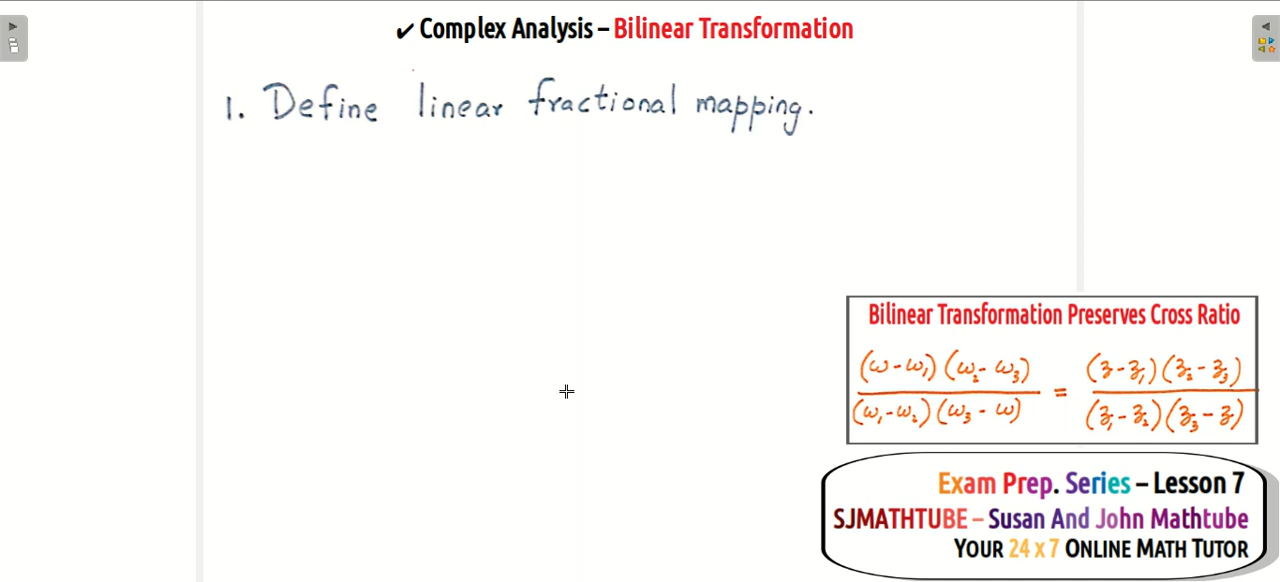 ✔ Complex Analysis – Bilinear Transformation
1. Define linear fractional mapping.
Bilinear Transformation Preserves Cross Ratio
(ω - ω₁) (ω₂ - ω₃) / (ω₁ - ω₂) (ω₃ - ω) = (z - z₁) (z₂ - z₃) / (z₁ - z₂) (z₃ - z)
Exam Prep. Series – Lesson 7
SJMATHTUBE – Susan And John Mathtube
YOUR 24 x 7 ONLINE MATH TUTOR